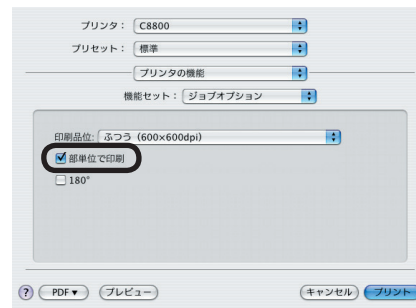 プリンタ： C8800
プリセット： 標準
プリンタの機能
機能セット： ジョブオプション
印刷品位: ふつう (600×600dpi)
部単位で印刷
180°
? PDF▼ プレビュー キャンセル プリント